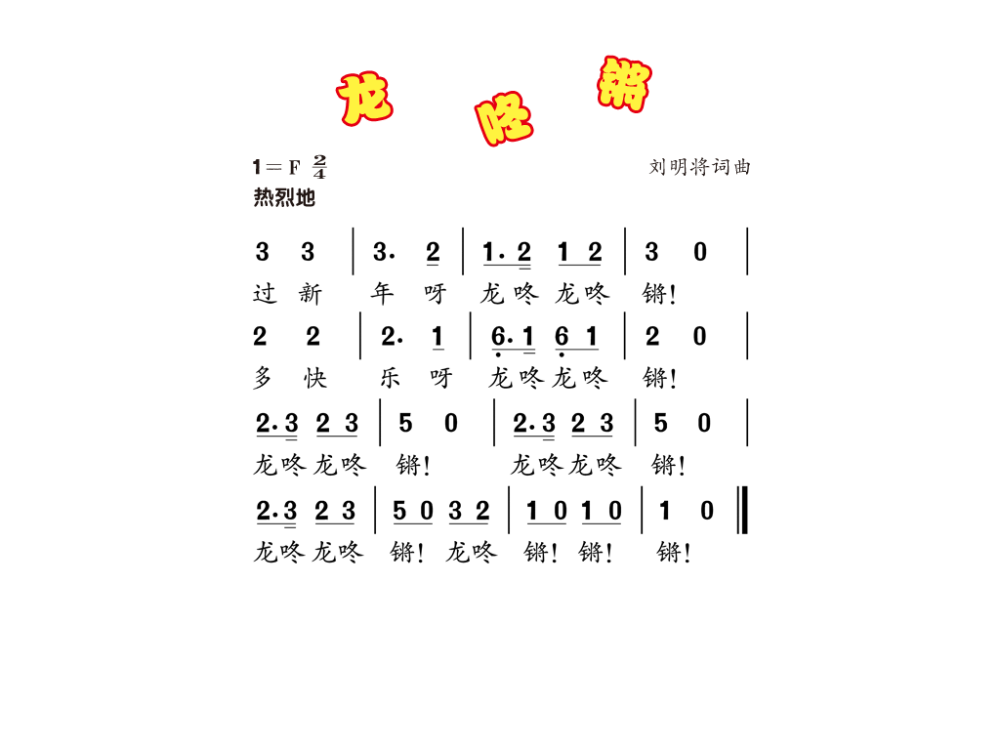 龙咚锵
1=F 2/4 刘明将词曲
热烈地
3 3 | 3. 2 | 1. 2 1 2 | 3 0 |
过 新 年 呀 龙咚 龙咚 锵!
2 2 | 2. 1 | 6. 1 6 1 | 2 0 |
多 快 乐 呀 龙咚龙咚 锵!
2. 3 2 3 | 5 0 | 2. 3 2 3 | 5 0 |
龙咚龙咚 锵! 龙咚龙咚 锵!
2. 3 2 3 | 5 0 3 2 | 1 0 1 0 | 1 0 ‖
龙咚龙咚 锵! 龙咚 锵! 锵! 锵!